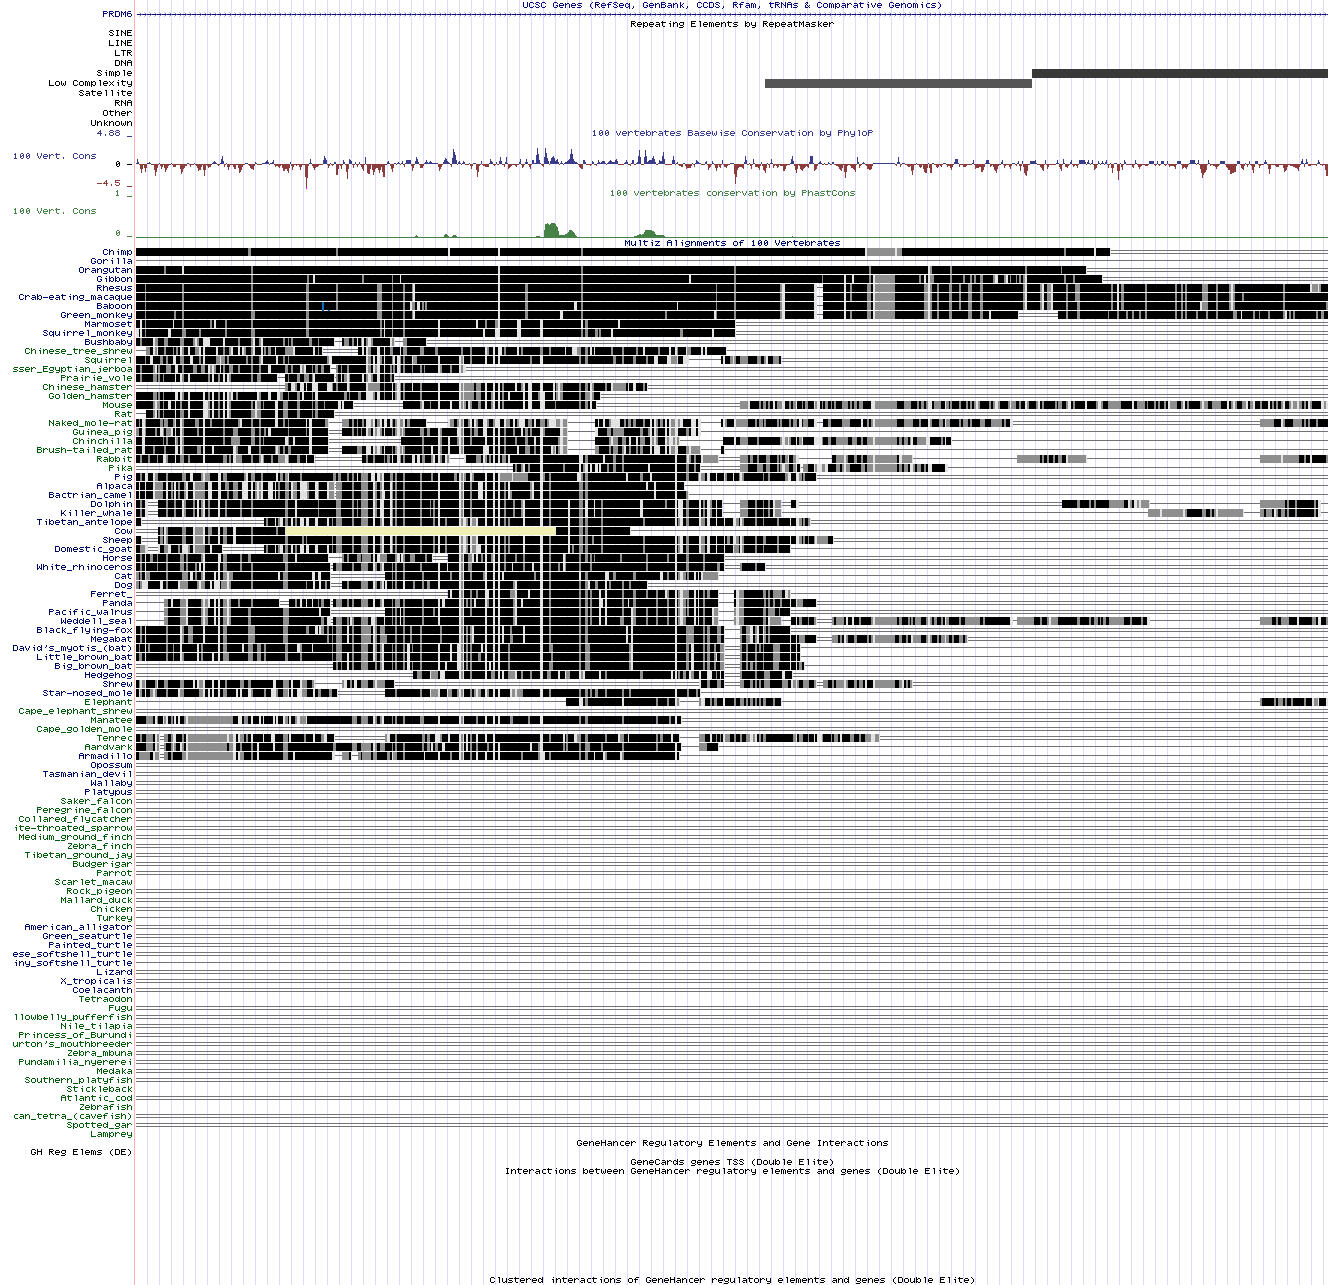 UCSC Genes (RefSeq, GenBank, CCDS, Rfam, tRNAs & Comparative Genomics)
PRDM6
Repeating Elements by RepeatMasker
SINE
LINE
LTR
DNA
Simple
Low Complexity
Satellite
RNA
Other
Unknown
4.88 _
100 vertebrates Basewise Conservation by PhyloP
100 Vert. Cons
0 -
-4.5 _
1 _
100 vertebrates conservation by PhastCons
100 Vert. Cons
0 _
Multiz Alignments of 100 Vertebrates
Chimp
Gorilla
Orangutan
Gibbon
Rhesus
Crab-eating_macaque
Baboon
Green_monkey
Marmoset
Squirrel_monkey
Bushbaby
Chinese_tree_shrew
Squirrel
sser_Egyptian_jerboa
Prairie_vole
Chinese_hamster
Golden_hamster
Mouse
Rat
Naked_mole-rat
Guinea_pig
Chinchilla
Brush-tailed_rat
Rabbit
Pika
Pig
Alpaca
Bactrian_camel
Dolphin
Killer_whale
Tibetan_antelope
Cow
Sheep
Domestic_goat
Horse
White_rhinoceros
Cat
Dog
Ferret_
Panda
Pacific_walrus
Weddell_seal
Black_flying-fox
Megabat
David's_myotis_(bat)
Little_brown_bat
Big_brown_bat
Hedgehog
Shrew
Star-nosed_mole
Elephant
Cape_elephant_shrew
Manatee
Cape_golden_mole
Tenrec
Aardvark
Armadillo
Opossum
Tasmanian_devil
Wallaby
Platypus
Saker_falcon
Peregrine_falcon
Collared_flycatcher
ite-throated_sparrow
Medium_ground_finch
Zebra_finch
Tibetan_ground_jay
Budgerigar
Parrot
Scarlet_macaw
Rock_pigeon
Mallard_duck
Chicken
Turkey
American_alligator
Green_seaturtle
Painted_turtle
ese_softshell_turtle
iny_softshell_turtle
Lizard
X_tropicalis
Coelacanth
Tetraodon
Fugu
llowbelly_pufferfish
Nile_tilapia
Princess_of_Burundi
urton's_mouthbreeder
Zebra_mbuna
Pundamilia_nyererei
Medaka
Southern_platyfish
Stickleback
Atlantic_cod
Zebrafish
can_tetra_(cavefish)
Spotted_gar
Lamprey
GeneHancer Regulatory Elements and Gene Interactions
GH Reg Elems (DE)
GeneCards genes TSS (Double Elite)
Interactions between GeneHancer regulatory elements and genes (Double Elite)
Clustered interactions of GeneHancer regulatory elements and genes (Double Elite)